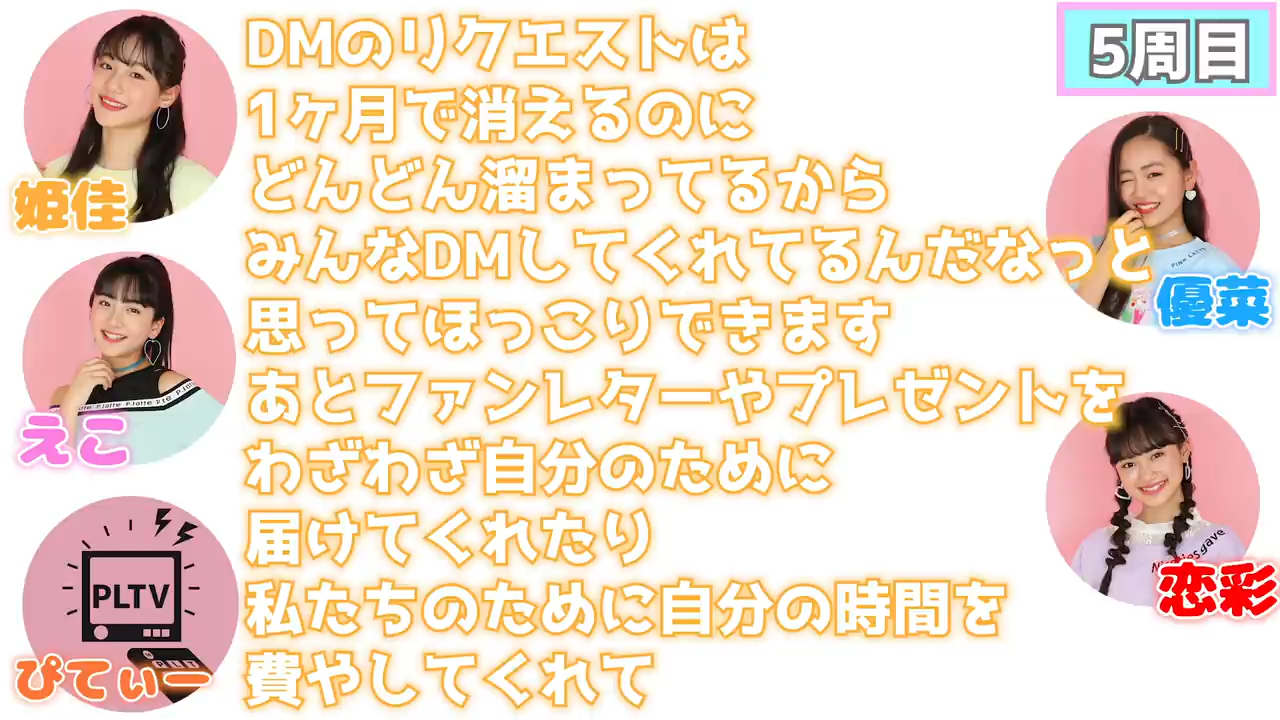 5周目
DMのリクエストは
1ヶ月で消えるのに
どんどん溜まってるから
みんなDMしてくれてるんだなっと
思ってほっこりできます
あとファンレターやプレゼントを
わざわざ自分のために
届けてくれたり
私たちのために自分の時間を
費やしてくれて
姫佳
えこ
PLTV
PLT
ぴてぃー
PINK LATTE
優菜
恋彩